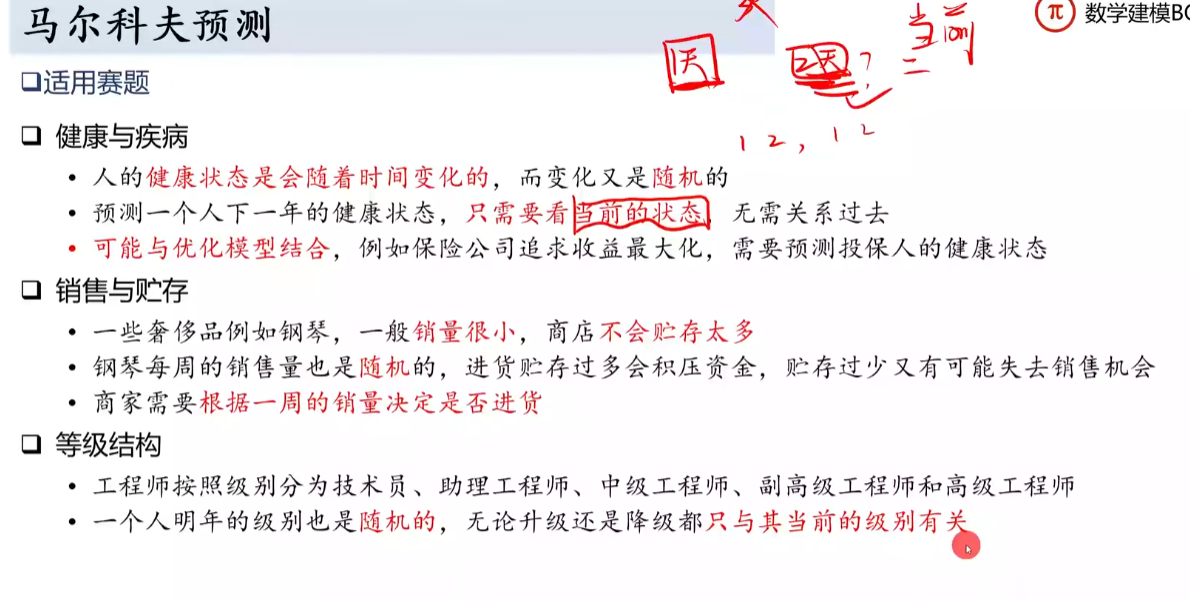 马尔科夫预测
天
1天
2天?
当前
=
数学建模BO
1 2 , 1 2
适用赛题
健康与疾病
• 人的健康状态是会随着时间变化的，而变化又是随机的
• 预测一个人下一年的健康状态，只需要看当前的状态，无需关系过去
• 可能与优化模型结合，例如保险公司追求收益最大化，需要预测投保人的健康状态
销售与贮存
• 一些奢侈品例如钢琴，一般销量很小，商店不会贮存太多
• 钢琴每周的销售量也是随机的，进货贮存过多会积压资金，贮存过少又有可能失去销售机会
• 商家需要根据一周的销量决定是否进货
等级结构
• 工程师按照级别分为技术员、助理工程师、中级工程师、副高级工程师和高级工程师
• 一个人明年的级别也是随机的，无论升级还是降级都只与其当前的级别有关